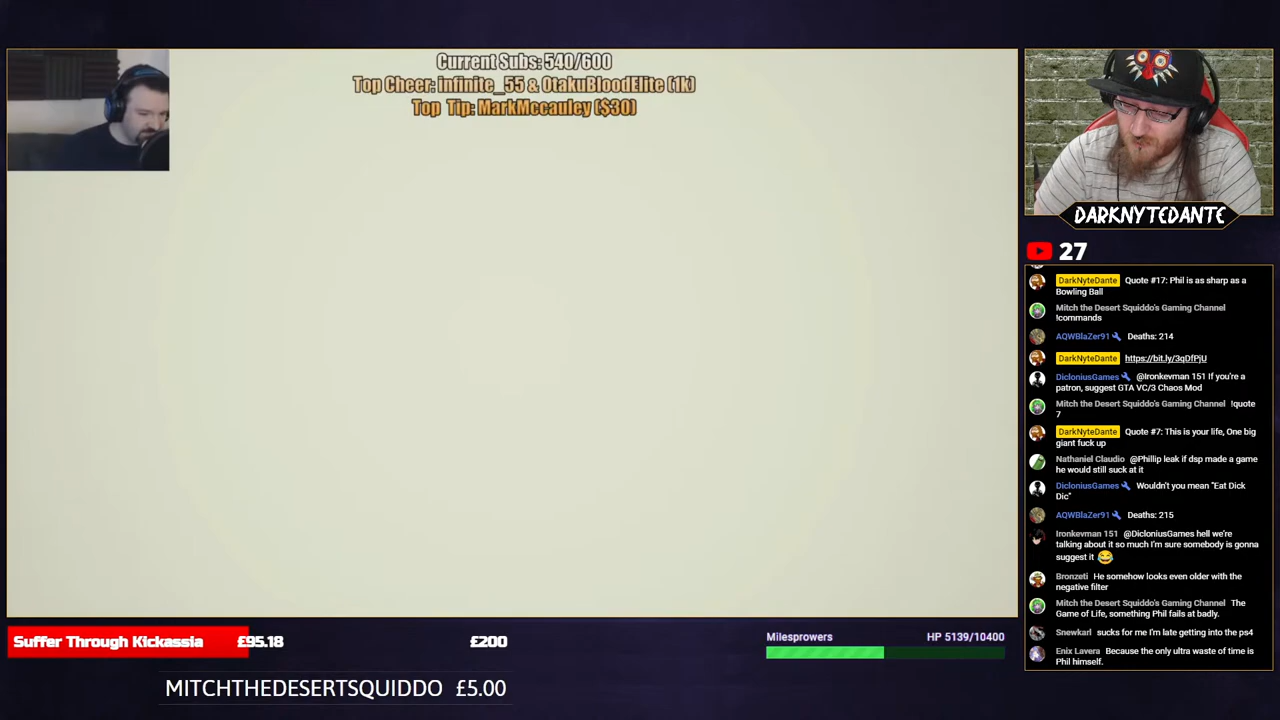 Current Subs: 540/600
Top Cheer: infinite_55 & OtakuBloodElite (1k)
Top Tip: MarkMccauley ($30)
DARKNYTEDANTE
27
DarkNyteDante Quote #17: Phil is as sharp as a
Bowling Ball
Mitch the Desert Squiddo's Gaming Channel
!commands
AQWBlaZer91 Deaths: 214
DarkNyteDante https://bit.ly/3qDfPjU
DicloniusGames @Ironkevman 151 If you're a
patron, suggest GTA VC/3 Chaos Mod
Mitch the Desert Squiddo's Gaming Channel !quote
7
DarkNyteDante Quote #7: This is your life, One big
giant fuck up
Nathaniel Claudio @Phillip leak if dsp made a game
he would still suck at it
DicloniusGames Wouldn't you mean "Eat Dick
Dic"
AQWBlaZer91 Deaths: 215
Ironkevman 151 @DicloniusGames hell we're
talking about it so much I'm sure somebody is gonna
suggest it
Bronzeti He somehow looks even older with the
negative filter
Mitch the Desert Squiddo's Gaming Channel The
Game of Life, something Phil fails at badly.
Snewkarl sucks for me I'm late getting into the ps4
Enix Lavera Because the only ultra waste of time is
Phil himself.
Suffer Through Kickassia £95.18 £200
Milesprowers HP 5139/10400
MITCHTHEDESERTSQUIDDO £5.00